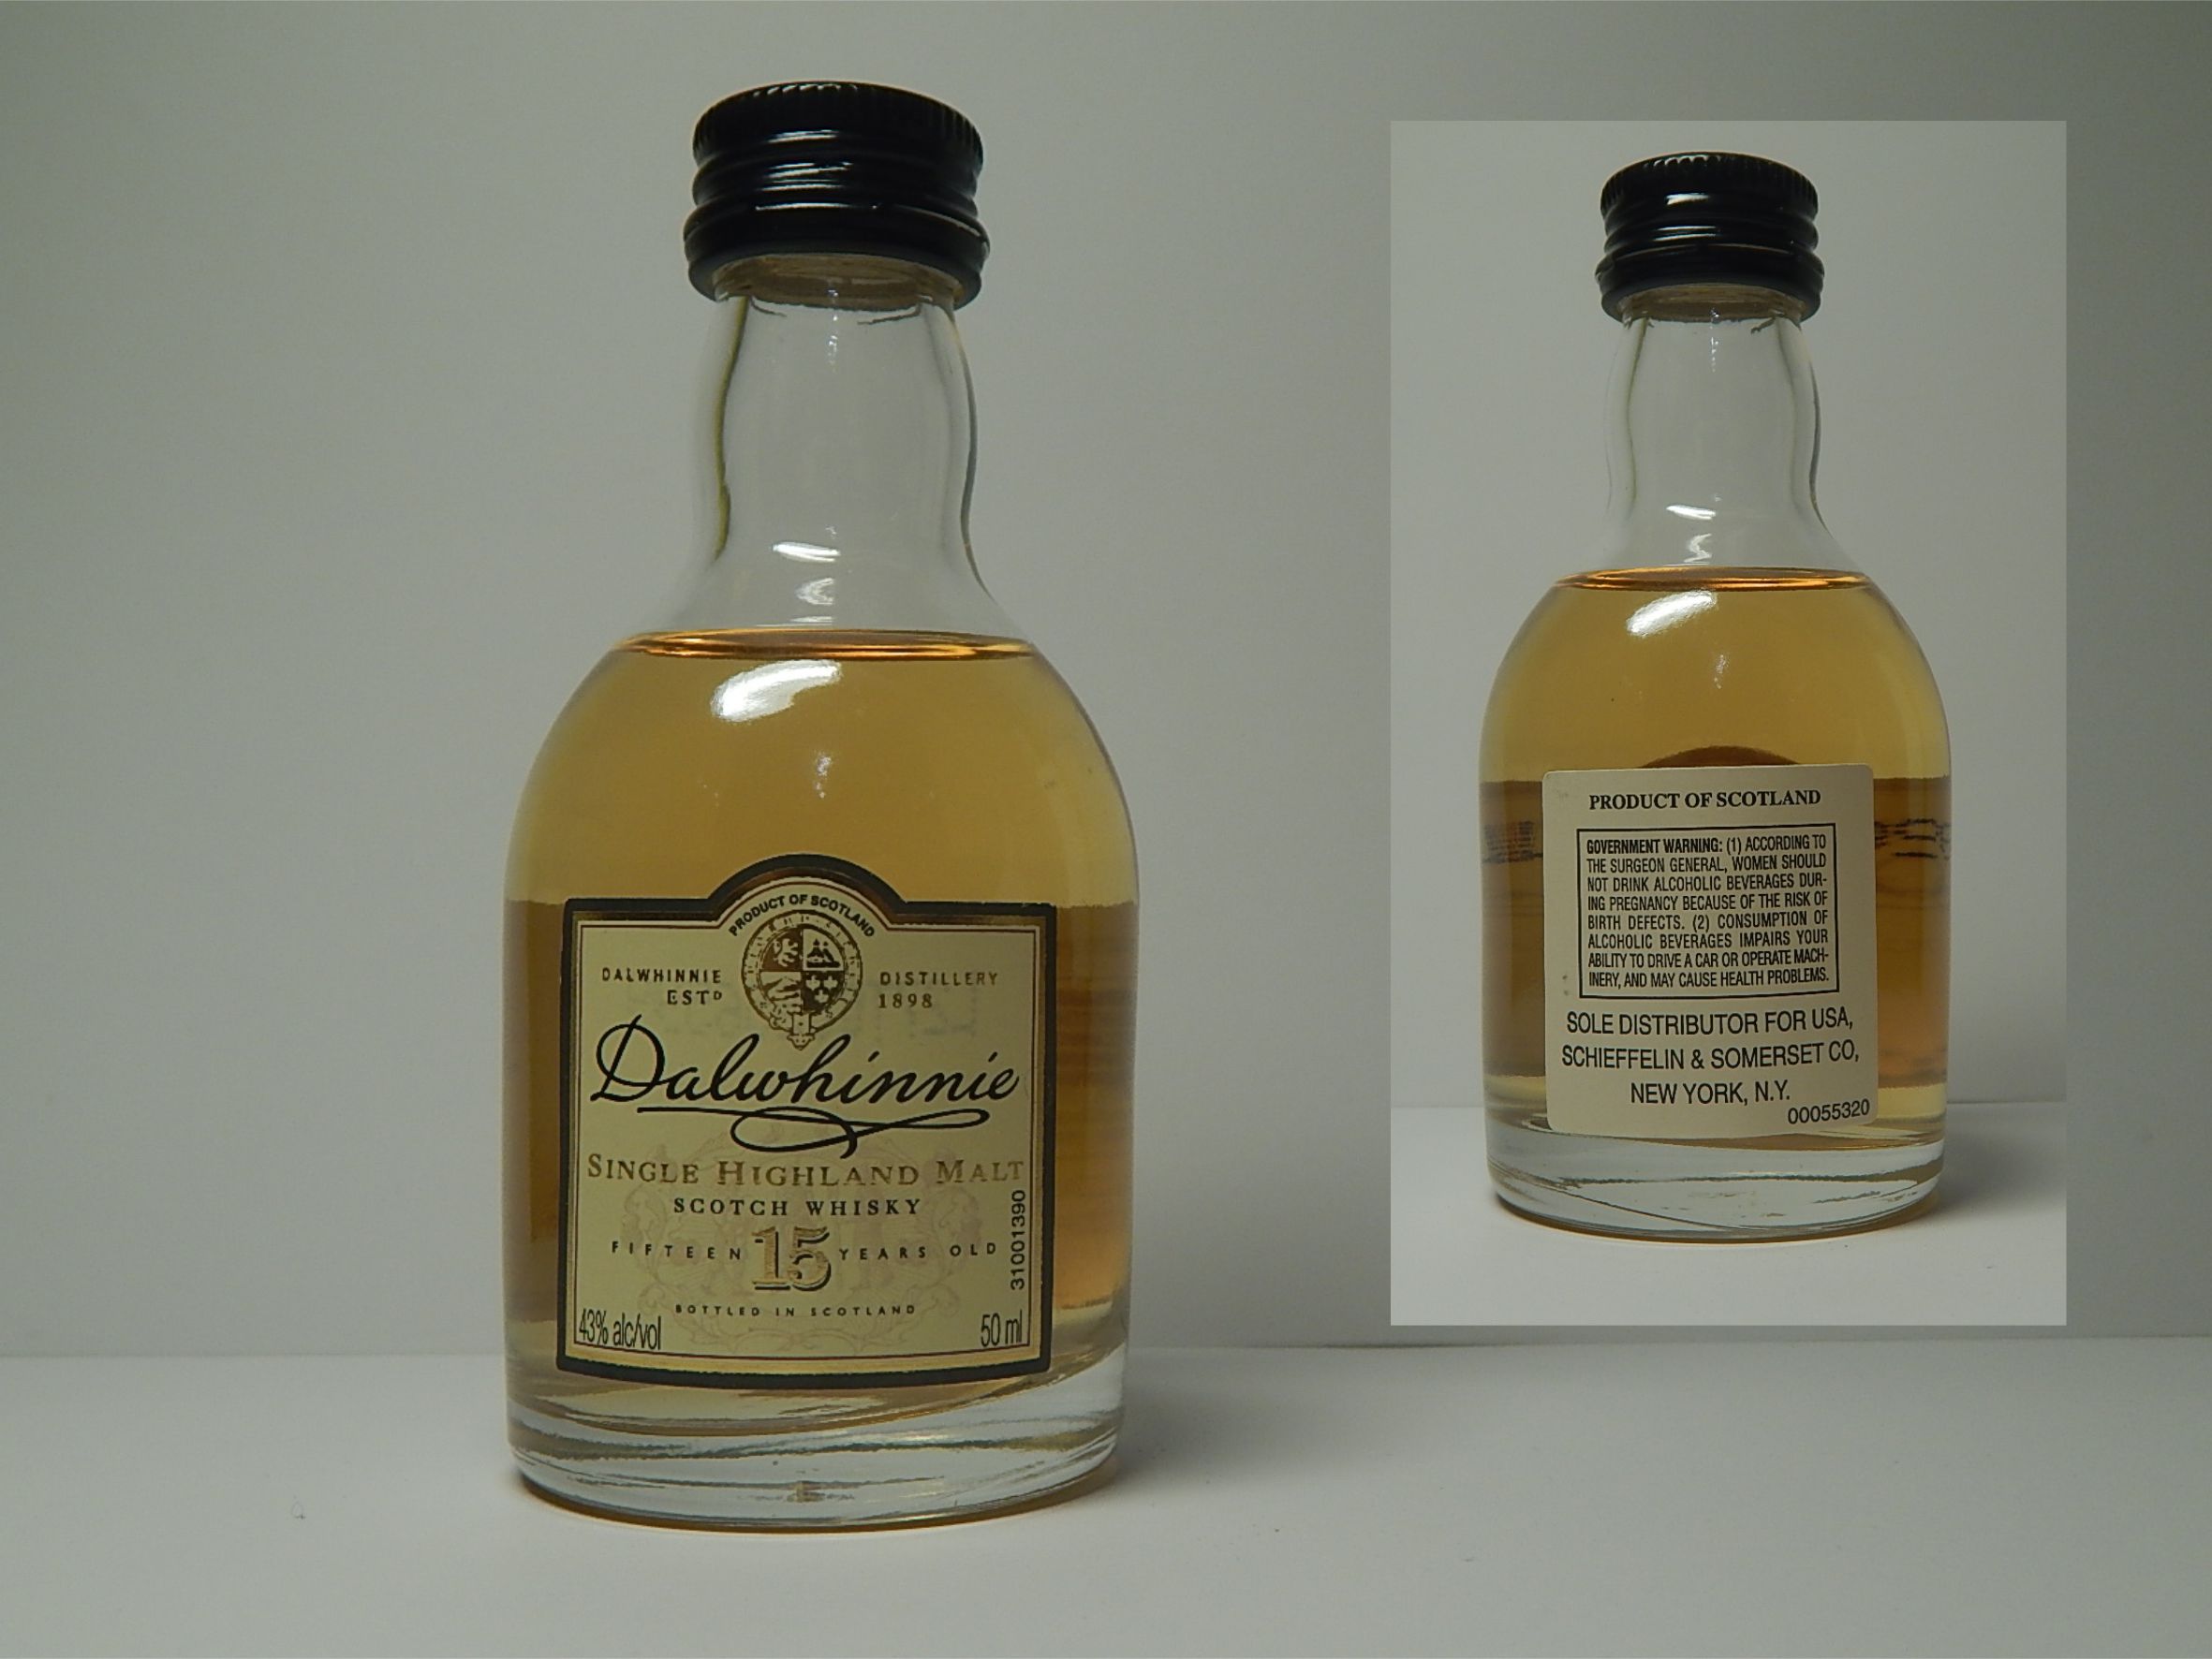 PRODUCT OF SCOTLAND
DALWHINNIE DISTILLERY
ESTD 1898
Dalwhinnie
SINGLE HIGHLAND MALT
SCOTCH WHISKY
FIFTEEN 15 YEARS OLD
BOTTLED IN SCOTLAND
43% alc/vol 50 ml
31001390
PRODUCT OF SCOTLAND
GOVERNMENT WARNING: (1) ACCORDING TO
THE SURGEON GENERAL, WOMEN SHOULD
NOT DRINK ALCOHOLIC BEVERAGES DUR-
ING PREGNANCY BECAUSE OF THE RISK OF
BIRTH DEFECTS. (2) CONSUMPTION OF
ALCOHOLIC BEVERAGES IMPAIRS YOUR
ABILITY TO DRIVE A CAR OR OPERATE MACH-
INERY, AND MAY CAUSE HEALTH PROBLEMS.
SOLE DISTRIBUTOR FOR USA,
SCHIEFFELIN & SOMERSET CO,
NEW YORK, N.Y.
00055320